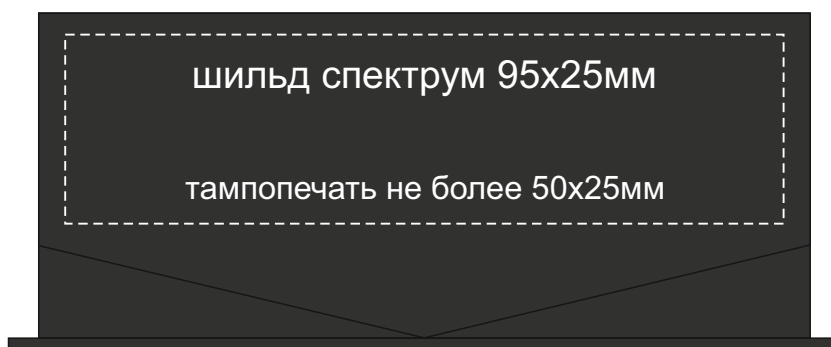 шильд спектрум 95х25мм
тампопечать не более 50х25мм